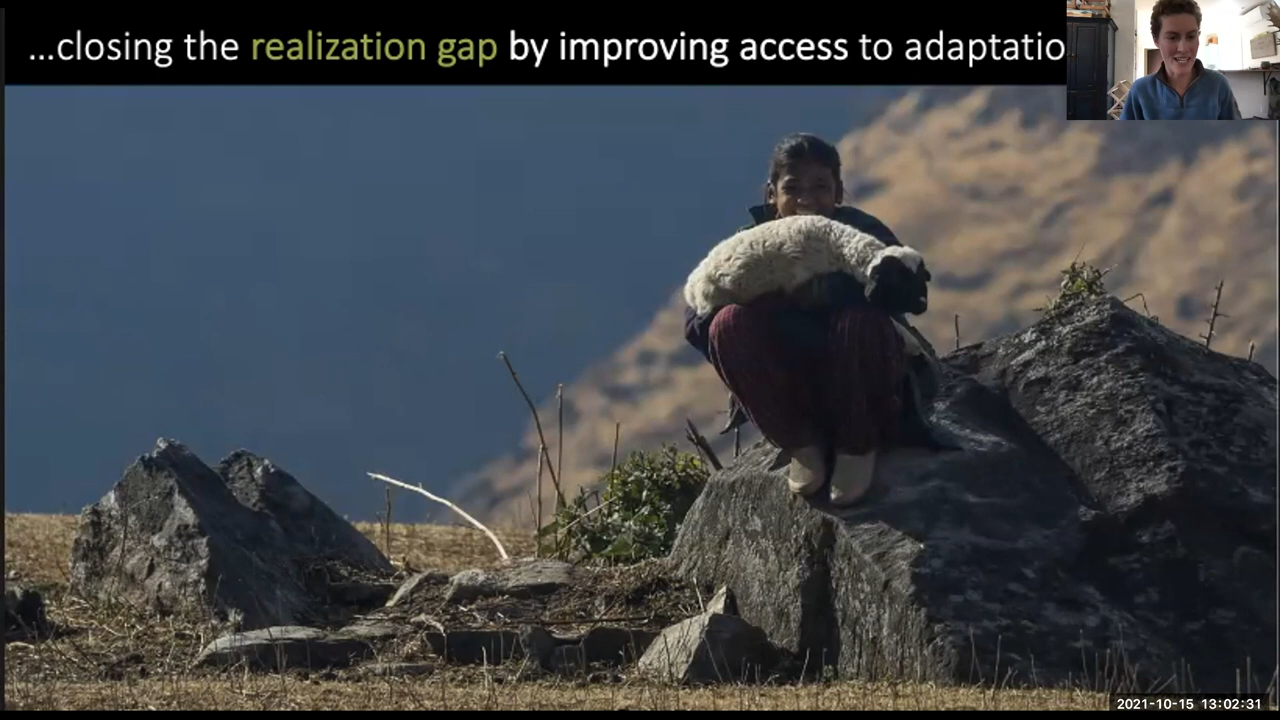 ...closing the realization gap by improving access to adaptatio
2021-10-15 13:02:31